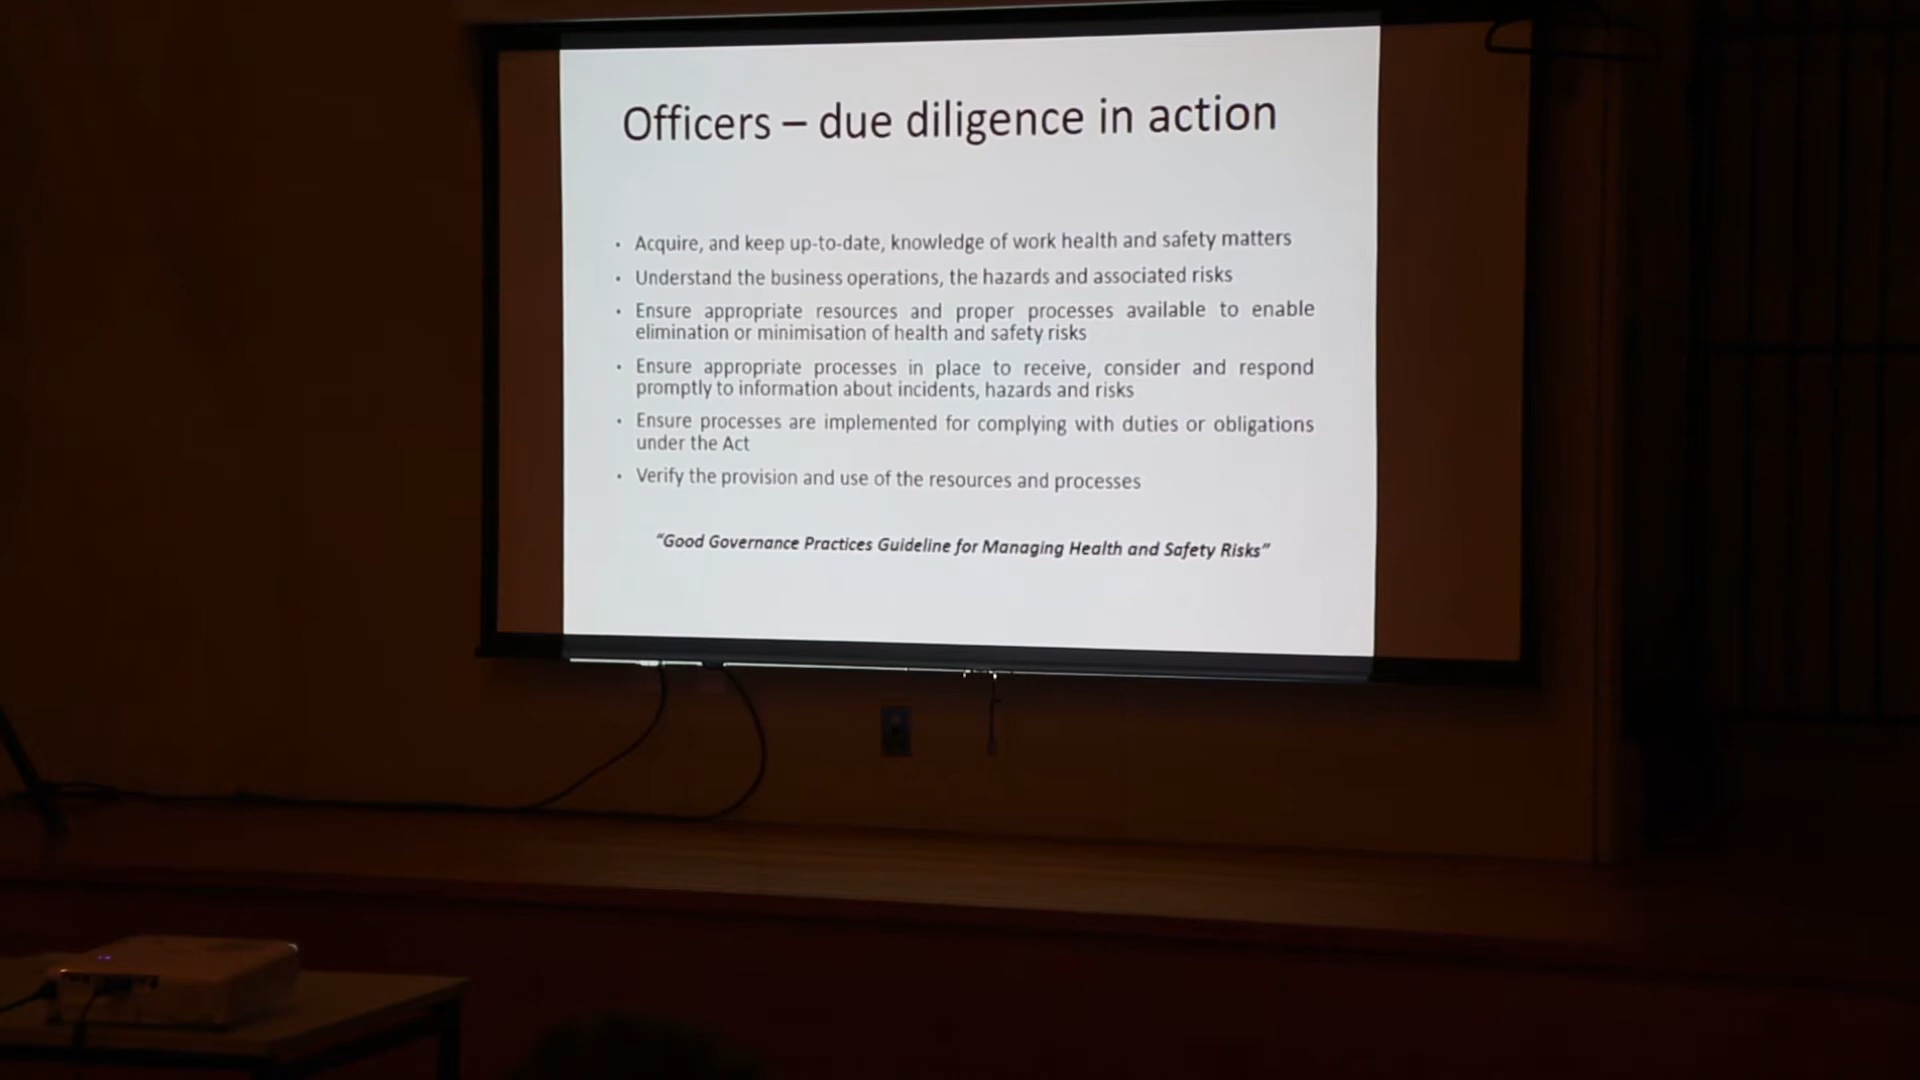 Officers – due diligence in action
• Acquire, and keep up-to-date, knowledge of work health and safety matters
• Understand the business operations, the hazards and associated risks
• Ensure appropriate resources and proper processes available to enable
elimination or minimisation of health and safety risks
• Ensure appropriate processes in place to receive, consider and respond
promptly to information about incidents, hazards and risks
• Ensure processes are implemented for complying with duties or obligations
under the Act
• Verify the provision and use of the resources and processes
“Good Governance Practices Guideline for Managing Health and Safety Risks”